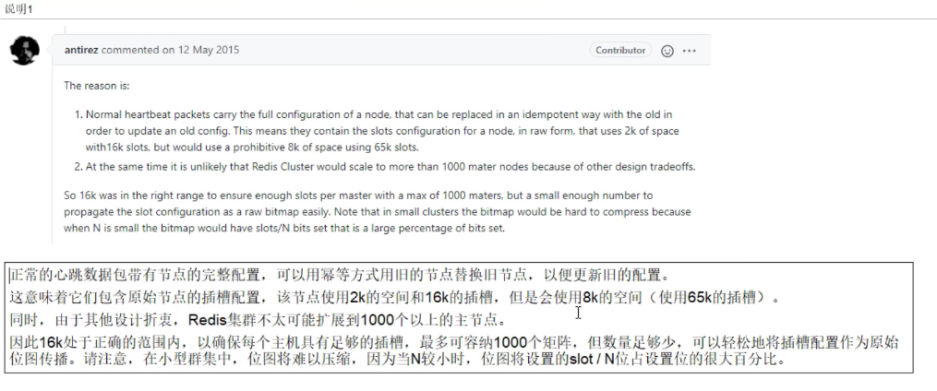 说明1
antirez commented on 12 May 2015
Contributor
The reason is:
1. Normal heartbeat packets carry the full configuration of a node, that can be replaced in an idempotent way with the old in
order to update an old config. This means they contain the slots configuration for a node, in raw form, that uses 2k of space
with16k slots, but would use a prohibitive 8k of space using 65k slots.
2. At the same time it is unlikely that Redis Cluster would scale to more than 1000 mater nodes because of other design tradeoffs.
So 16k was in the right range to ensure enough slots per master with a max of 1000 maters, but a small enough number to
propagate the slot configuration as a raw bitmap easily. Note that in small clusters the bitmap would be hard to compress because
when N is small the bitmap would have slots/N bits set that is a large percentage of bits set.
正常的心跳数据包带有节点的完整配置，可以用幂等方式用旧的节点替换旧节点，以便更新旧的配置。
这意味着它们包含原始节点的插槽配置，该节点使用2k的空间和16k的插槽，但是会使用8k的空间（使用65k的插槽）。
同时，由于其他设计折衷，Redis集群不太可能扩展到1000个以上的主节点。
因此16k处于正确的范围内，以确保每个主机具有足够的插槽，最多可容纳1000个矩阵，但数量足够少，可以轻松地将插槽配置作为原始
位图传播。请注意，在小型群集中，位图将难以压缩，因为当N较小时，位图将设置的slot / N位占设置位的很大百分比。